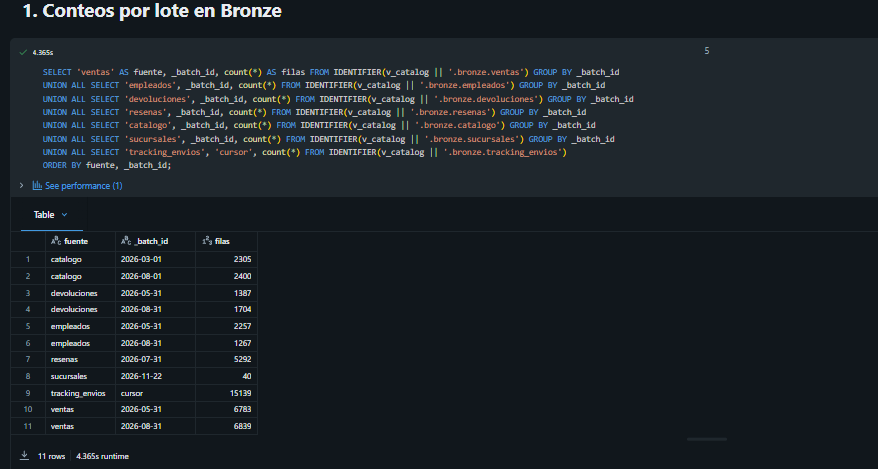 1. Conteos por lote en Bronze
4.365s
5
SELECT 'ventas' AS fuente, _batch_id, count(*) AS filas FROM IDENTIFIER(v_catalog || '.bronze.ventas') GROUP BY _batch_id
UNION ALL SELECT 'empleados', _batch_id, count(*) FROM IDENTIFIER(v_catalog || '.bronze.empleados') GROUP BY _batch_id
UNION ALL SELECT 'devoluciones', _batch_id, count(*) FROM IDENTIFIER(v_catalog || '.bronze.devoluciones') GROUP BY _batch_id
UNION ALL SELECT 'resenas', _batch_id, count(*) FROM IDENTIFIER(v_catalog || '.bronze.resenas') GROUP BY _batch_id
UNION ALL SELECT 'catalogo', _batch_id, count(*) FROM IDENTIFIER(v_catalog || '.bronze.catalogo') GROUP BY _batch_id
UNION ALL SELECT 'sucursales', _batch_id, count(*) FROM IDENTIFIER(v_catalog || '.bronze.sucursales') GROUP BY _batch_id
UNION ALL SELECT 'tracking_envios', 'cursor', count(*) FROM IDENTIFIER(v_catalog || '.bronze.tracking_envios')
ORDER BY fuente, _batch_id;
See performance (1)
Table
fuente _batch_id filas
1 catalogo 2026-03-01 2305
2 catalogo 2026-08-01 2400
3 devoluciones 2026-05-31 1387
4 devoluciones 2026-08-31 1704
5 empleados 2026-05-31 2257
6 empleados 2026-08-31 1267
7 resenas 2026-07-31 5292
8 sucursales 2026-11-22 40
9 tracking_envios cursor 15139
10 ventas 2026-05-31 6783
11 ventas 2026-08-31 6839
11 rows 4.365s runtime